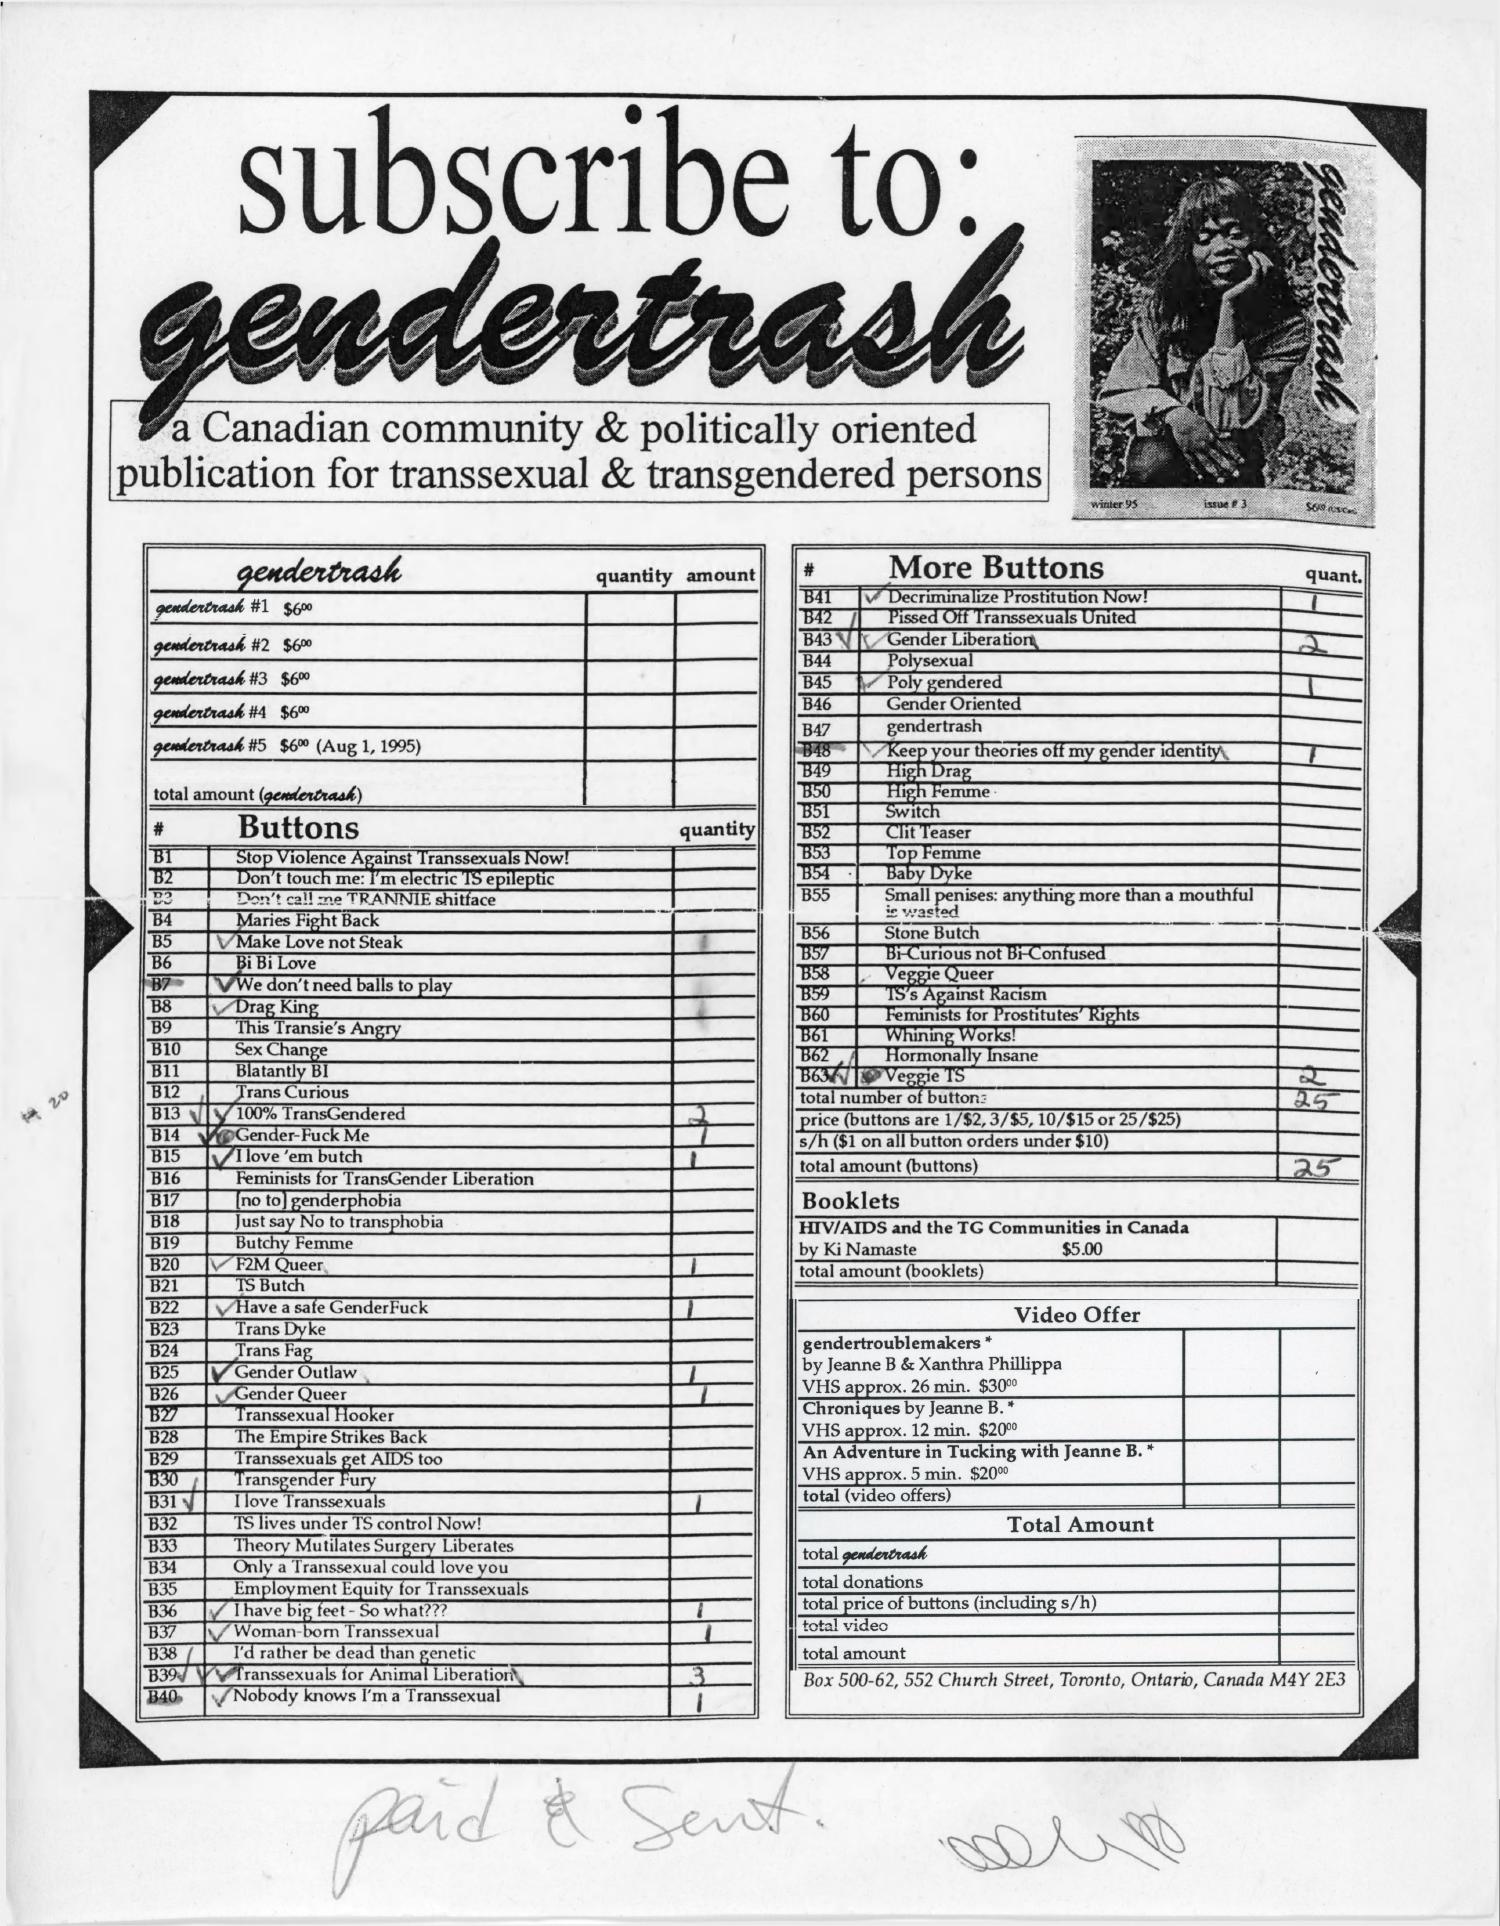 subscribe to:
gendertrash
a Canadian community & politically oriented
publication for transsexual & transgendered persons
gendertrash
winter 95 issue # 3
gendertrash quantity amount
gendertrash #1 $6⁰⁰
gendertrash #2 $6⁰⁰
gendertrash #3 $6⁰⁰
gendertrash #4 $6⁰⁰
gendertrash #5 $6⁰⁰ (Aug 1, 1995)
total amount (gendertrash)
# Buttons quantity
B1 Stop Violence Against Transsexuals Now!
B2 Don't touch me: I'm electric TS epileptic
B3 Don't call me TRANNIE shitface
B4 Maries Fight Back
B5 ✓ Make Love not Steak
B6 Bi Bi Love
B7 ✓ We don't need balls to play
B8 ✓ Drag King
B9 This Transie's Angry
B10 Sex Change
B11 Blatantly BI
B12 Trans Curious
20
B13 ✓ ✓ 100% TransGendered 2
B14 ✓ Gender-Fuck Me 1
B15 ✓ I love 'em butch 1
B16 Feminists for TransGender Liberation
B17 [no to] genderphobia
B18 Just say No to transphobia
B19 Butchy Femme
B20 ✓ F2M Queer 1
B21 TS Butch
B22 ✓ Have a safe GenderFuck 1
B23 Trans Dyke
B24 Trans Fag
B25 ✓ Gender Outlaw 1
B26 ✓ Gender Queer 1
B27 Transsexual Hooker
B28 The Empire Strikes Back
B29 Transsexuals get AIDS too
B30 Transgender Fury
B31 ✓ I love Transsexuals 1
B32 TS lives under TS control Now!
B33 Theory Mutilates Surgery Liberates
B34 Only a Transsexual could love you
B35 Employment Equity for Transsexuals
B36 ✓ I have big feet - So what??? 1
B37 ✓ Woman-born Transsexual 1
B38 I'd rather be dead than genetic
B39 ✓ ✓ ✓ Transsexuals for Animal Liberation 3
B40 ✓ Nobody knows I'm a Transsexual 1
# More Buttons quant.
B41 ✓ Decriminalize Prostitution Now! 1
B42 Pissed Off Transsexuals United
B43 ✓ ✓ Gender Liberation 2
B44 Polysexual
B45 ✓ Poly gendered 1
B46 Gender Oriented
B47 gendertrash
B48 ✓ Keep your theories off my gender identity 1
B49 High Drag
B50 High Femme
B51 Switch
B52 Clit Teaser
B53 Top Femme
B54 Baby Dyke
B55 Small penises: anything more than a mouthful
is wasted
B56 Stone Butch
B57 Bi-Curious not Bi-Confused
B58 Veggie Queer
B59 TS's Against Racism
B60 Feminists for Prostitutes' Rights
B61 Whining Works!
B62 Hormonally Insane
B63 ✓ Veggie TS 2
total number of buttons 25
price (buttons are 1/$2, 3/$5, 10/$15 or 25/$25)
s/h ($1 on all button orders under $10)
total amount (buttons) 25
Booklets
HIV/AIDS and the TG Communities in Canada
by Ki Namaste $5.00
total amount (booklets)
Video Offer
gendertroublemakers *
by Jeanne B & Xanthra Phillippa
VHS approx. 26 min. $30⁰⁰
Chroniques by Jeanne B. *
VHS approx. 12 min. $20⁰⁰
An Adventure in Tucking with Jeanne B. *
VHS approx. 5 min. $20⁰⁰
total (video offers)
Total Amount
total gendertrash
total donations
total price of buttons (including s/h)
total video
total amount
Box 500-62, 552 Church Street, Toronto, Ontario, Canada M4Y 2E3
paid & Sent.